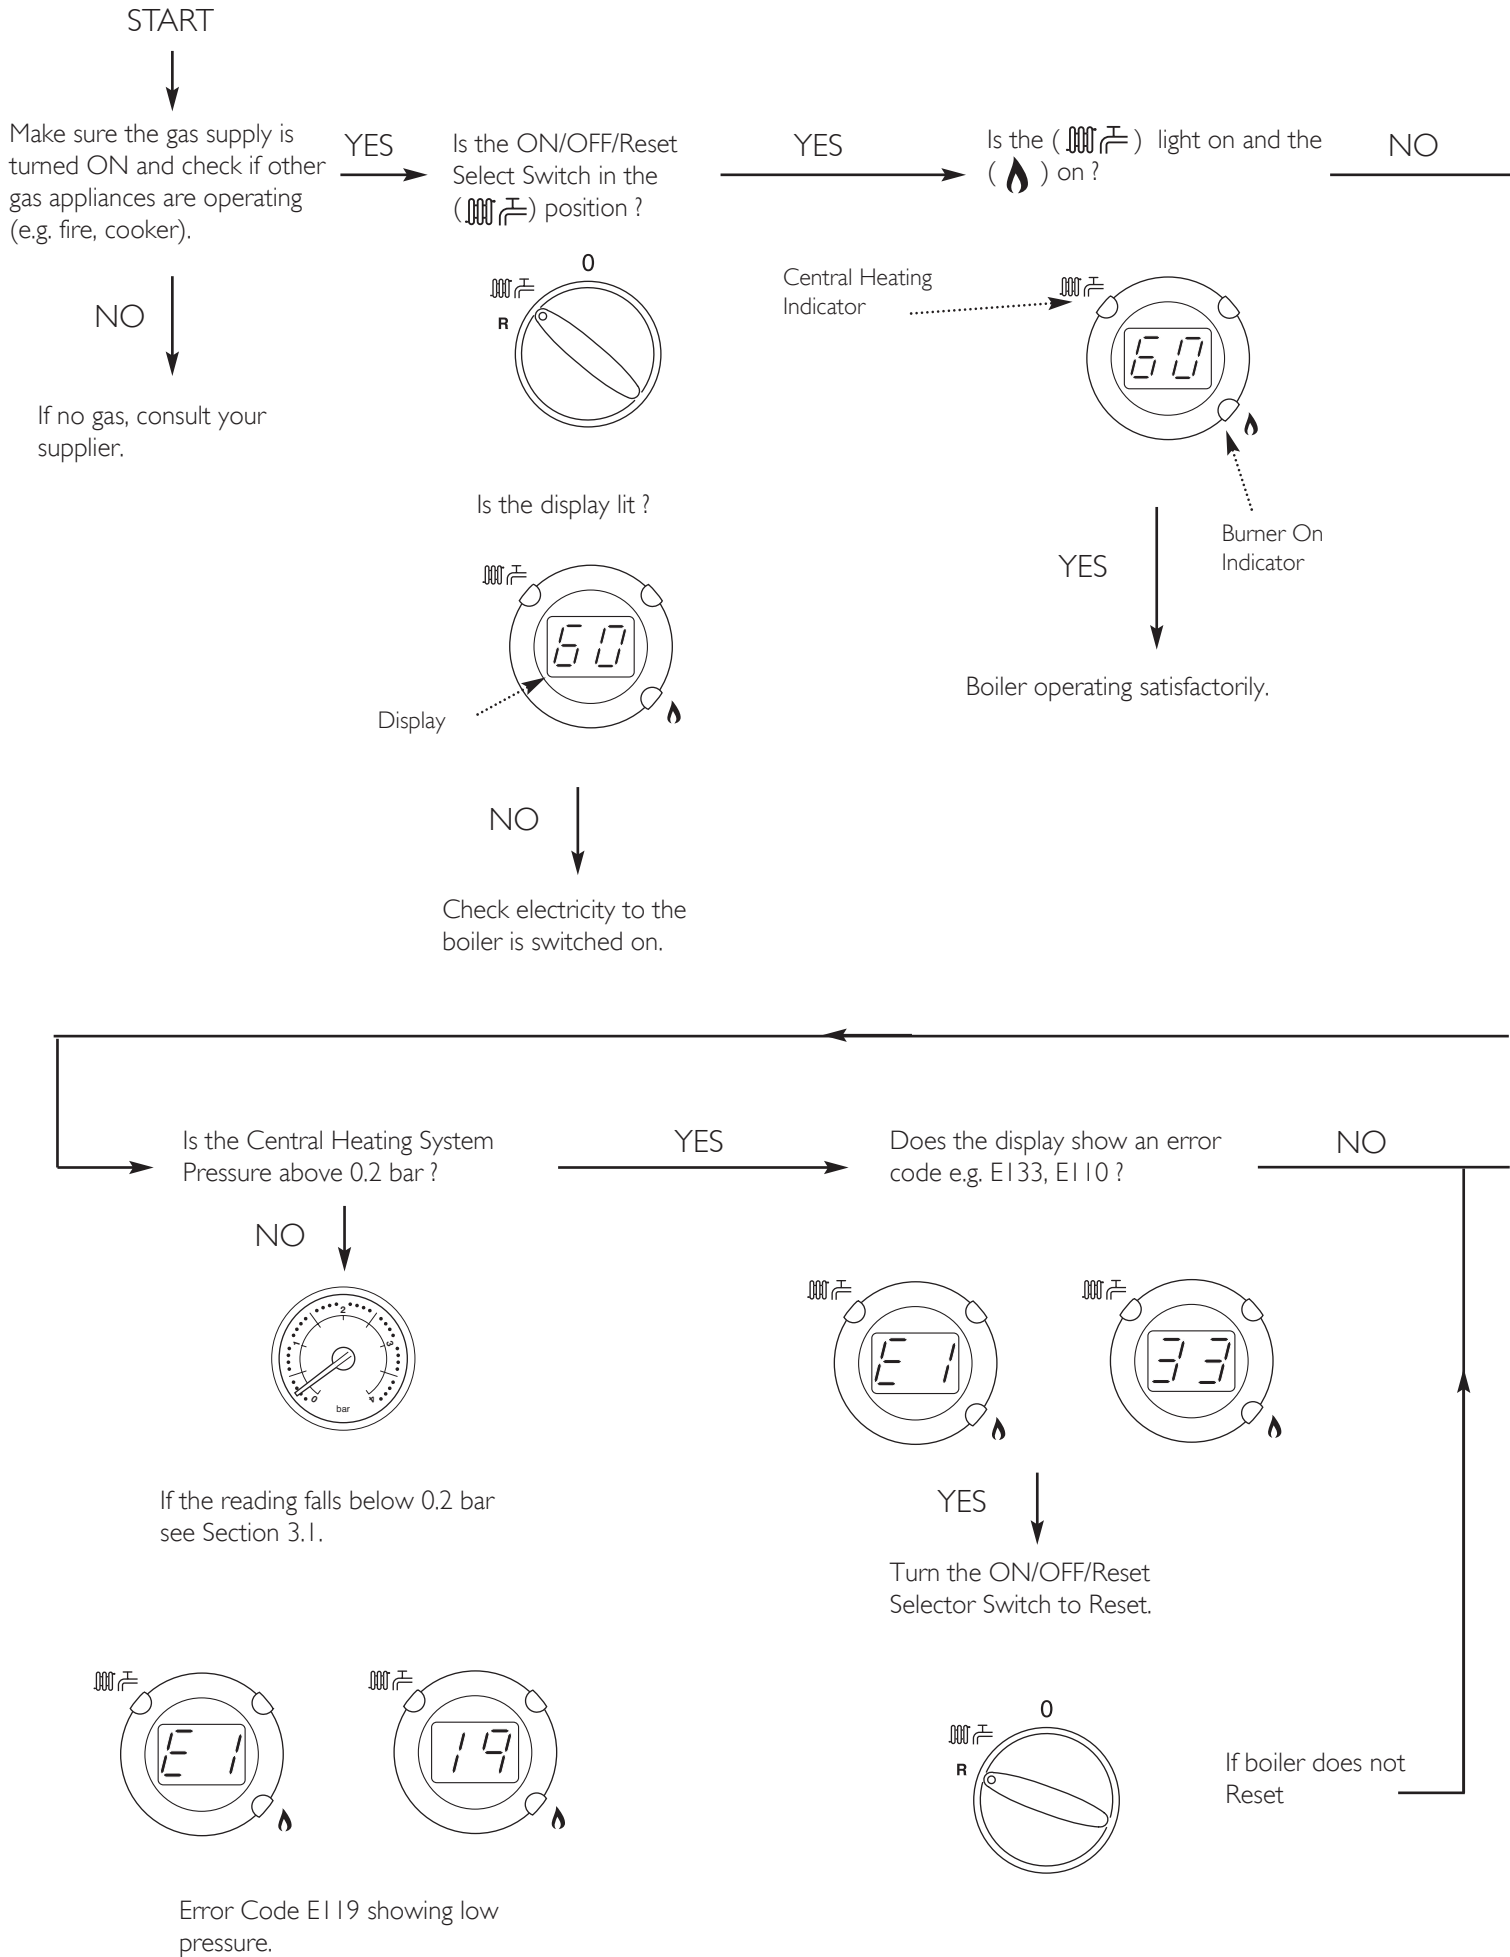 START
Make sure the gas supply is
turned ON and check if other
gas appliances are operating
(e.g. fire, cooker).
YES
NO
If no gas, consult your
supplier.
Is the ON/OFF/Reset
Select Switch in the
( ) position ?
0
R
Is the display lit ?
60
Display
NO
Check electricity to the
boiler is switched on.
YES
Is the ( ) light on and the
( ) on ?
NO
Central Heating
Indicator
60
Burner On
Indicator
YES
Boiler operating satisfactorily.
Is the Central Heating System
Pressure above 0.2 bar ?
YES
NO
0
1
2
3
4
bar
If the reading falls below 0.2 bar
see Section 3.1.
E1
19
Error Code E119 showing low
pressure.
Does the display show an error
code e.g. E133, E110 ?
NO
E1
33
YES
Turn the ON/OFF/Reset
Selector Switch to Reset.
0
R
If boiler does not
Reset